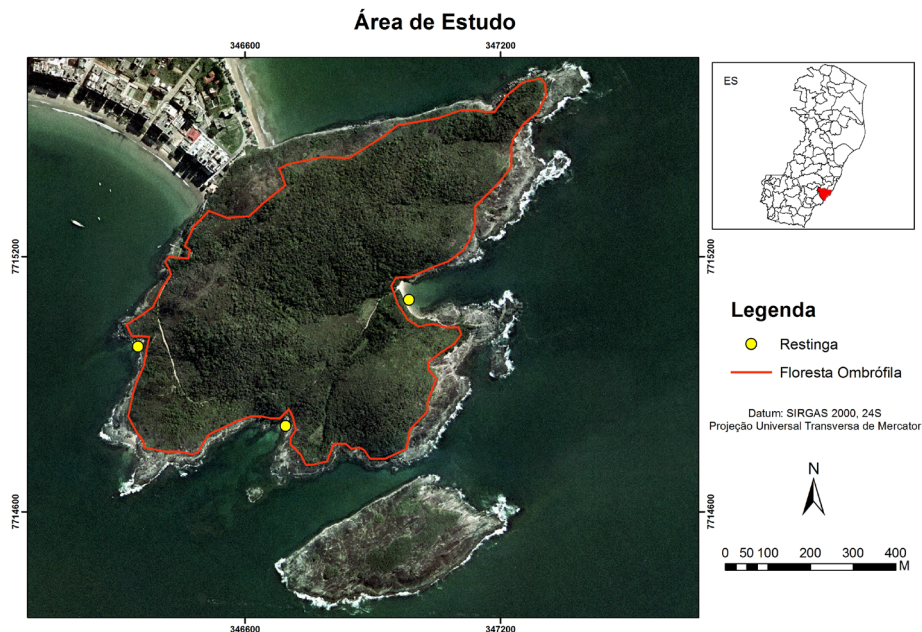 Área de Estudo
346600
347200
ES
7715200
7715200
Legenda
Restinga
Floresta Ombrófila
Datum: SIRGAS 2000, 24S
Projeção Universal Transversa de Mercator
N
7714600
7714600
0 50 100 200 300 400
M
346600
347200